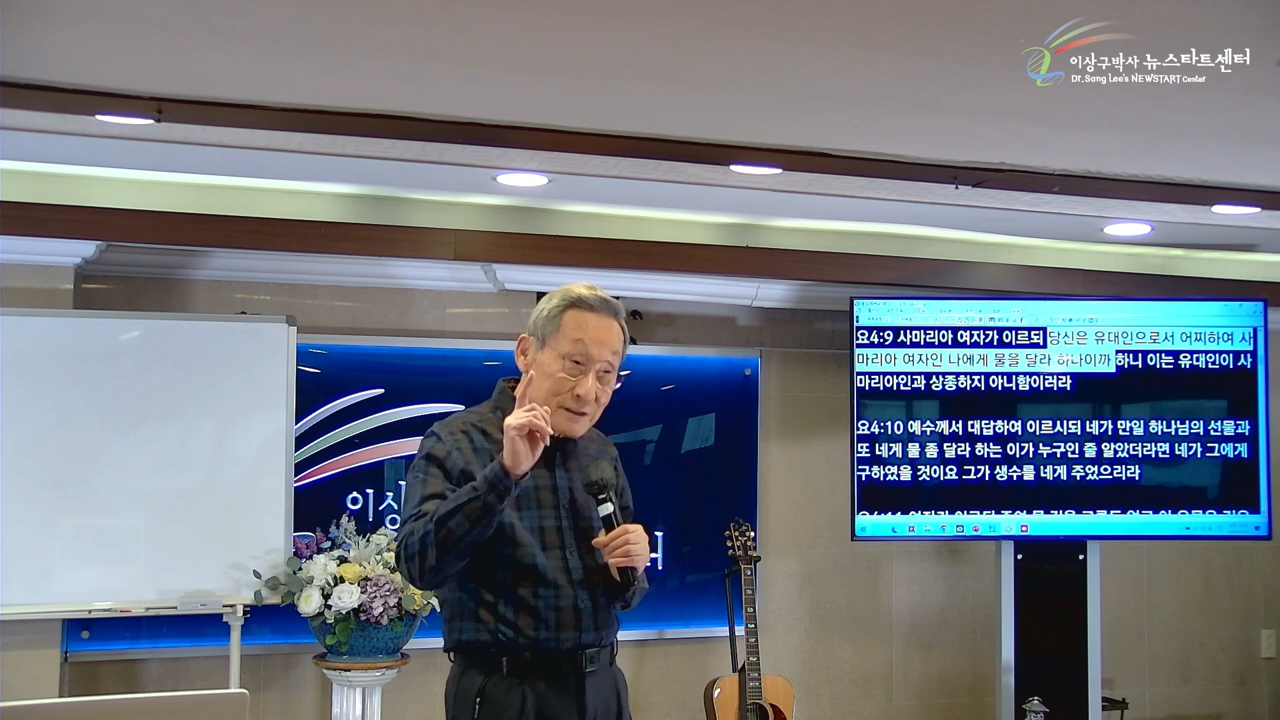 이상구박사 뉴스타트센터
Dr. Sang Lee's NEWSTART Center
요4:9 사마리아 여자가 이르되 당신은 유대인으로서 어찌하여 사
마리아 여자인 나에게 물을 달라 하나이까 하니 이는 유대인이 사
마리아인과 상종하지 아니함이러라
요4:10 예수께서 대답하여 이르시되 네가 만일 하나님의 선물과
또 네게 물 좀 달라 하는 이가 누구인 줄 알았더라면 네가 그에게
구하였을 것이요 그가 생수를 네게 주었으리라
이상
터